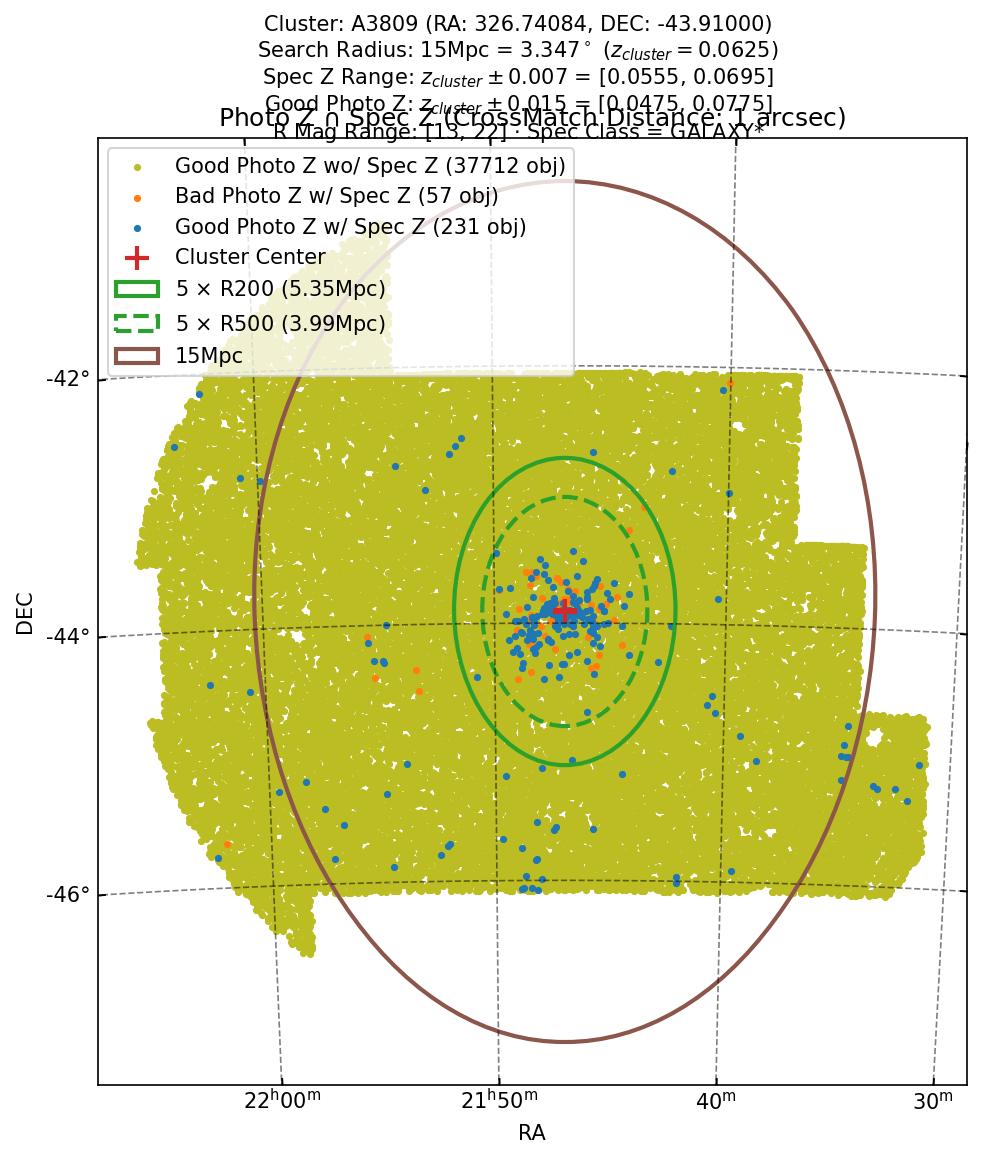 Cluster: A3809 (RA: 326.74084, DEC: -43.91000)
Search Radius: 15Mpc = 3.347° (z_cluster = 0.0625)
Spec Z Range: z_cluster ± 0.007 = [0.0555, 0.0695]
Good Photo Z: z_cluster ± 0.015 = [0.0475, 0.0775]
Photo Z ∩ Spec Z (CrossMatch Distance: 1 arcsec)
R Mag Range: [13, 22] · Spec Class = GALAXY*
Good Photo Z wo/ Spec Z (37712 obj)
Bad Photo Z w/ Spec Z (57 obj)
Good Photo Z w/ Spec Z (231 obj)
Cluster Center
5 × R200 (5.35Mpc)
5 × R500 (3.99Mpc)
15Mpc
-42°
-44°
-46°
DEC
22h00m
21h50m
40m
30m
RA